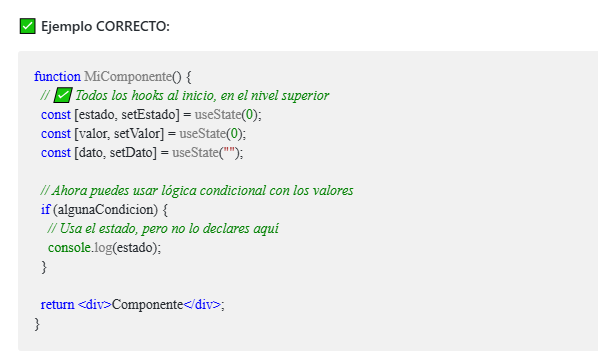 ✅ Ejemplo CORRECTO:
function MiComponente() {
  // ✅ Todos los hooks al inicio, en el nivel superior
  const [estado, setEstado] = useState(0);
  const [valor, setValor] = useState(0);
  const [dato, setDato] = useState("");

  // Ahora puedes usar lógica condicional con los valores
  if (algunaCondicion) {
    // Usa el estado, pero no lo declares aquí
    console.log(estado);
  }

  return <div>Componente</div>;
}